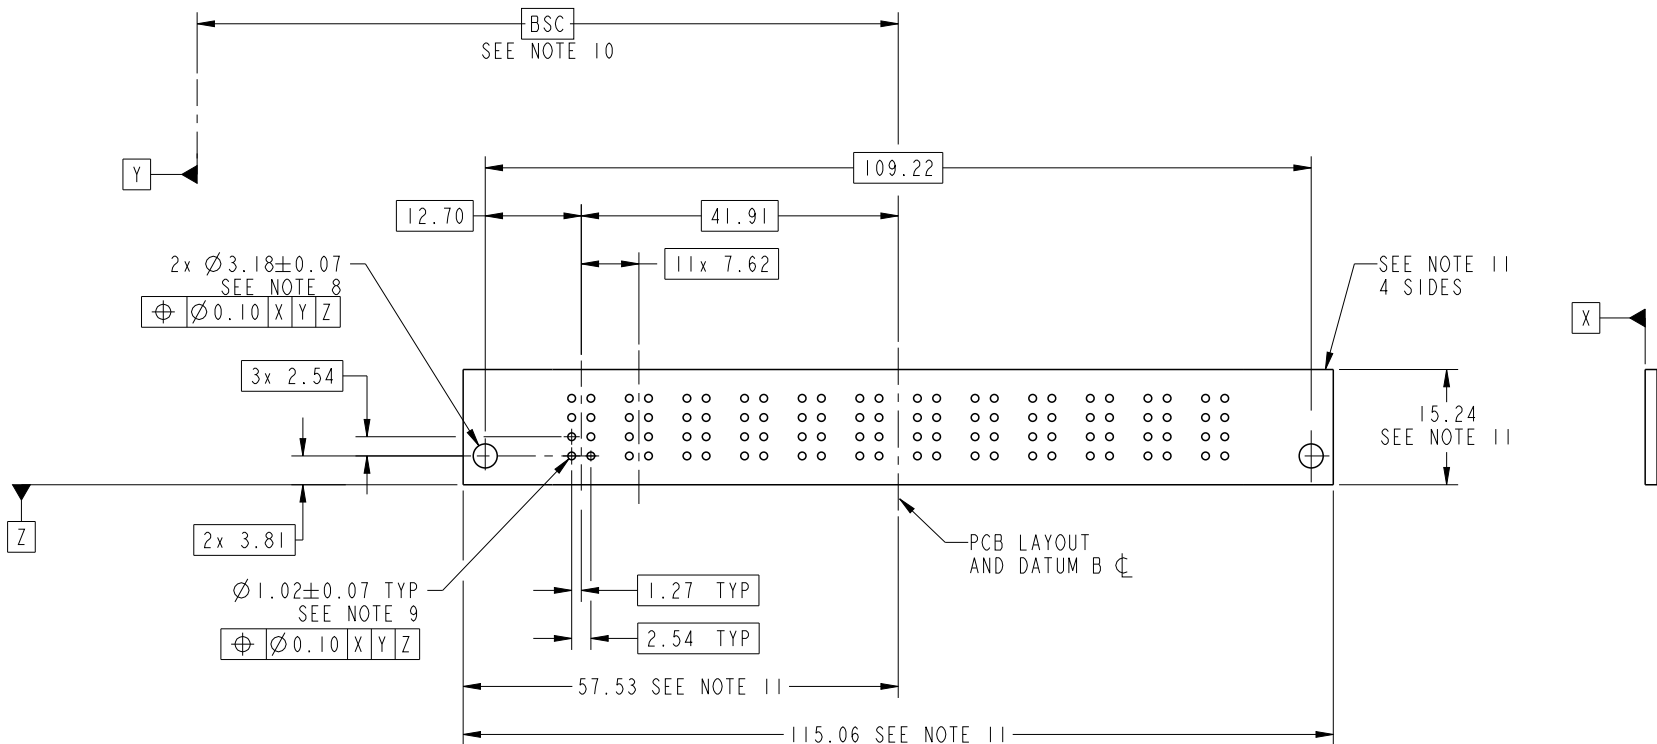 BSC
SEE NOTE 10
Y
109.22
12.70
41.91
11x 7.62
2x Ø3.18±0.07
SEE NOTE 8
⌖ Ø0.10 X Y Z
SEE NOTE 11
4 SIDES
X
3x 2.54
15.24
SEE NOTE 11
Z
2x 3.81
PCB LAYOUT
AND DATUM B ℄
Ø1.02±0.07 TYP
SEE NOTE 9
⌖ Ø0.10 X Y Z
1.27 TYP
2.54 TYP
57.53 SEE NOTE 11
115.06 SEE NOTE 11